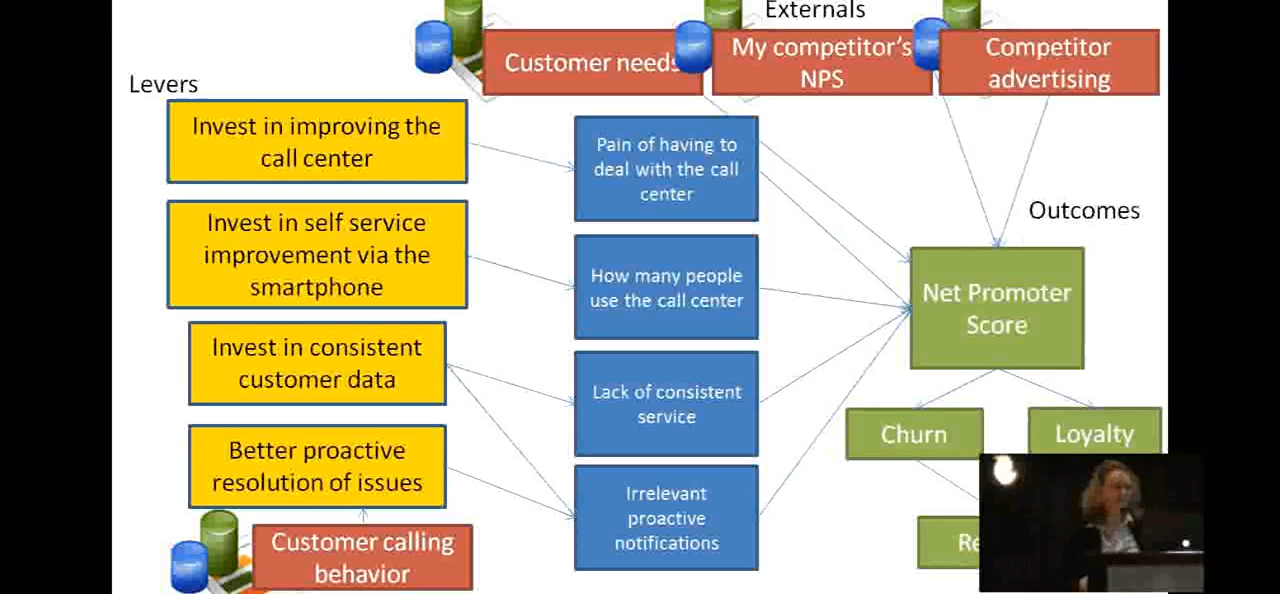 Externals
Customer needs
My competitor's
NPS
Competitor
advertising
Levers
Invest in improving the
call center
Invest in self service
improvement via the
smartphone
Invest in consistent
customer data
Better proactive
resolution of issues
Customer calling
behavior
Pain of having to
deal with the call
center
How many people
use the call center
Lack of consistent
service
Irrelevant
proactive
notifications
Outcomes
Net Promoter
Score
Churn
Loyalty